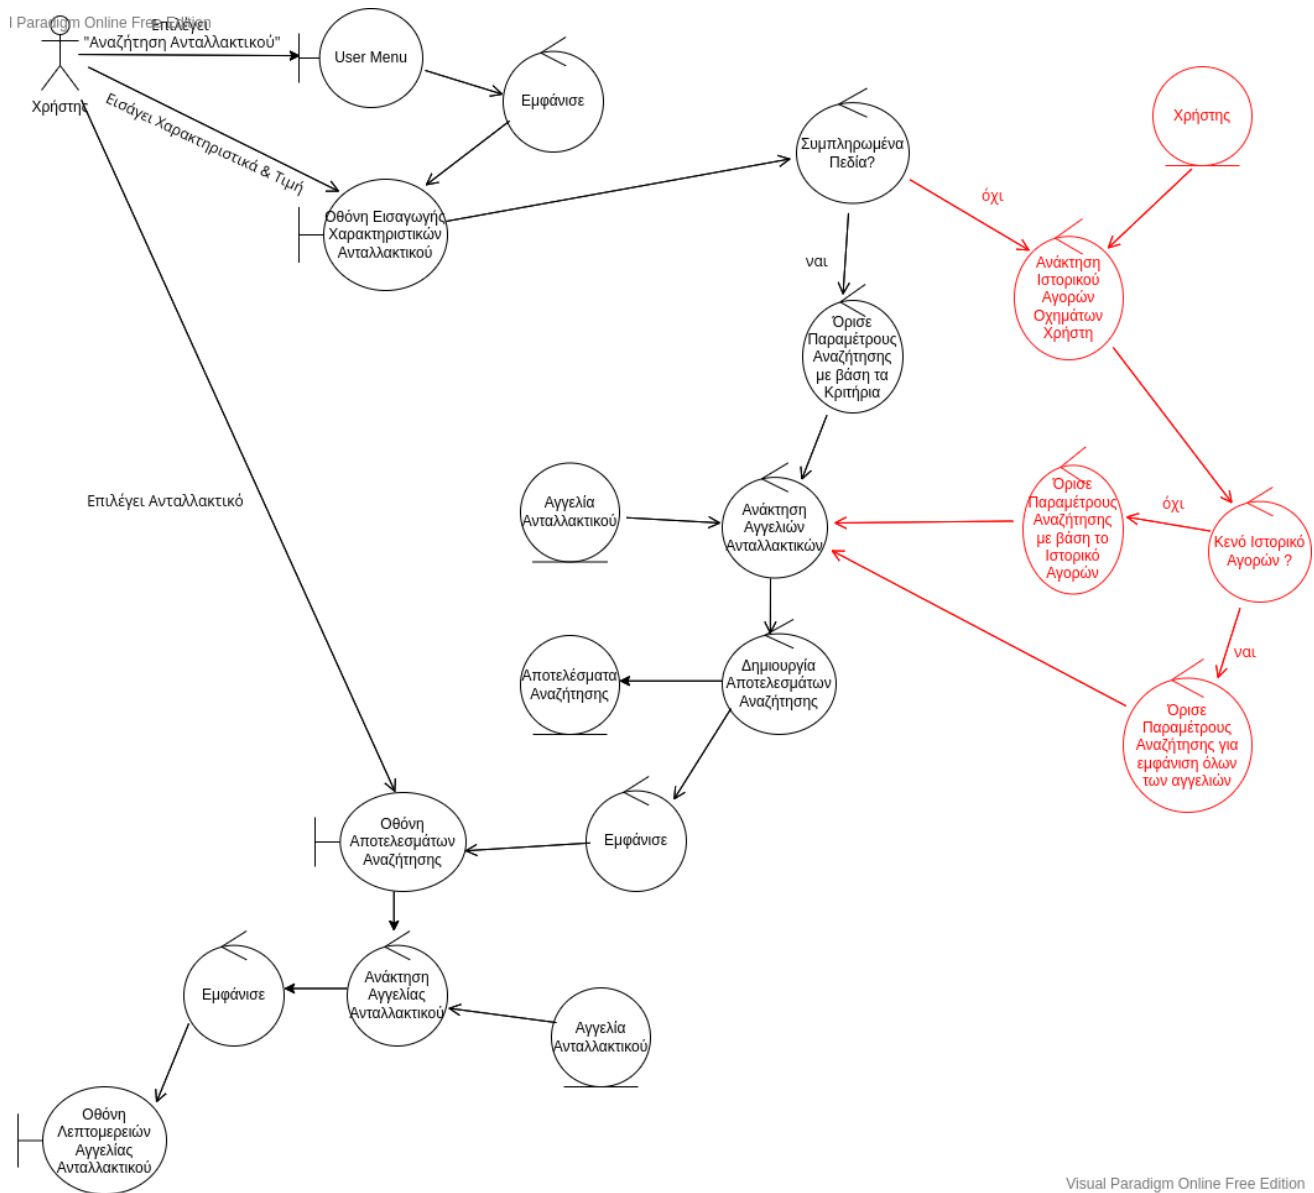 l Paradigm Online Free Edition
Επιλέγει
"Αναζήτηση Ανταλλακτικού"
User Menu
Εμφάνισε
Χρήστης
Εισάγει Χαρακτηριστικά & Τιμή
Συμπληρωμένα
Πεδία?
Χρήστης
όχι
Οθόνη Εισαγωγής
Χαρακτηριστικών
Ανταλλακτικού
ναι
Ανάκτηση
Ιστορικού
Αγορών
Οχημάτων
Χρήστη
Όρισε
Παραμέτρους
Αναζήτησης
με βάση τα
Κριτήρια
Επιλέγει Ανταλλακτικό
Αγγελία
Ανταλλακτικού
Ανάκτηση
Αγγελιών
Ανταλλακτικών
Όρισε
Παραμέτρους
Αναζήτησης
με βάση το
Ιστορικό
Αγορών
όχι
Κενό Ιστορικό
Αγορών ?
ναι
Αποτελέσματα
Αναζήτησης
Δημιουργία
Αποτελεσμάτων
Αναζήτησης
Όρισε
Παραμέτρους
Αναζήτησης για
εμφάνιση όλων
των αγγελιών
Οθόνη
Αποτελεσμάτων
Αναζήτησης
Εμφάνισε
Εμφάνισε
Ανάκτηση
Αγγελίας
Ανταλλακτικού
Αγγελία
Ανταλλακτικού
Οθόνη
Λεπτομερειών
Αγγελίας
Ανταλλακτικού
Visual Paradigm Online Free Edition